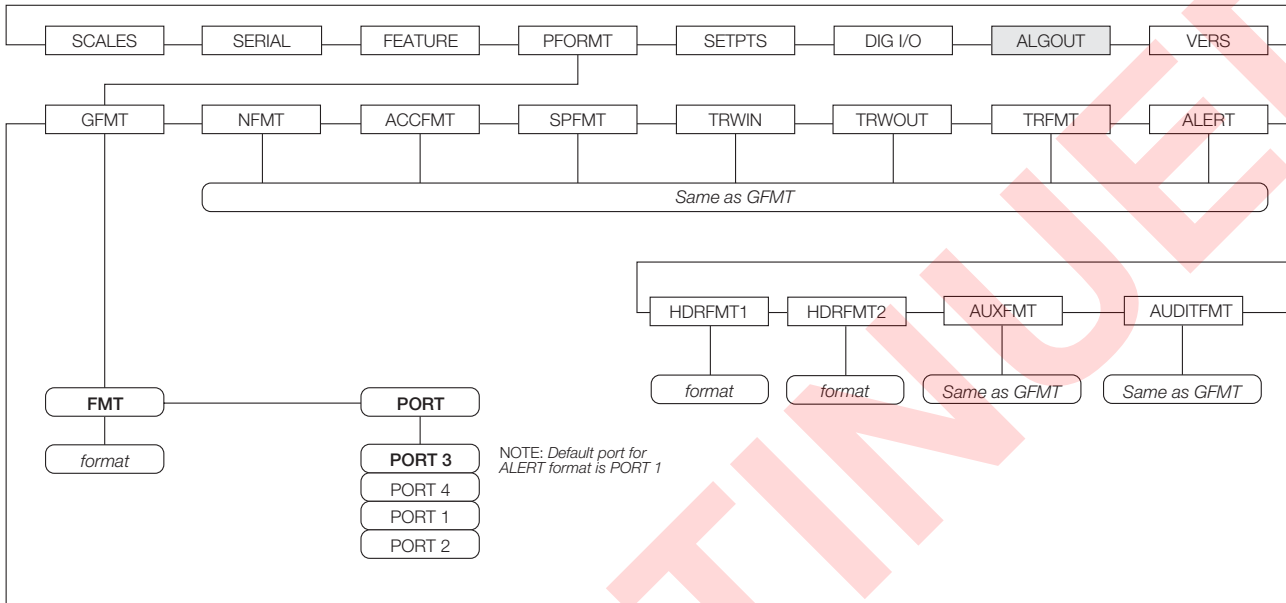 SCALES SERIAL FEATURE PFORMT SETPTS DIG I/O ALGOUT VERS
GFMT NFMT ACCFMT SPFMT TRWIN TRWOUT TRFMT ALERT
Same as GFMT
HDRFMT1 HDRFMT2 AUXFMT AUDITFMT
format format Same as GFMT Same as GFMT
FMT PORT
format
PORT 3
PORT 4
PORT 1
PORT 2
NOTE: Default port for
ALERT format is PORT 1
TINUE